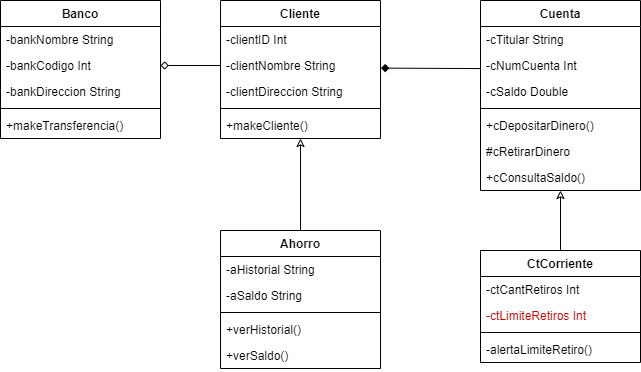 Banco
-bankNombre String
-bankCodigo Int
-bankDireccion String
+makeTransferencia()
Cliente
-clientID Int
-clientNombre String
-clientDireccion String
+makeCliente()
Cuenta
-cTitular String
-cNumCuenta Int
-cSaldo Double
+cDepositarDinero()
#cRetirarDinero
+cConsultaSaldo()
Ahorro
-aHistorial String
-aSaldo String
+verHistorial()
+verSaldo()
CtCorriente
-ctCantRetiros Int
-ctLimiteRetiros Int
-alertaLimiteRetiro()